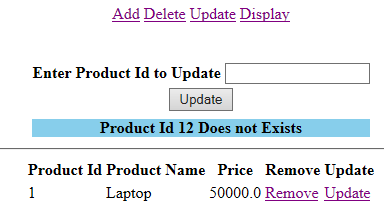 Add Delete Update Display
Enter Product Id to Update
Update
Product Id 12 Does not Exists
Product Id Product Name Price Remove Update
1 Laptop 50000.0 Remove Update